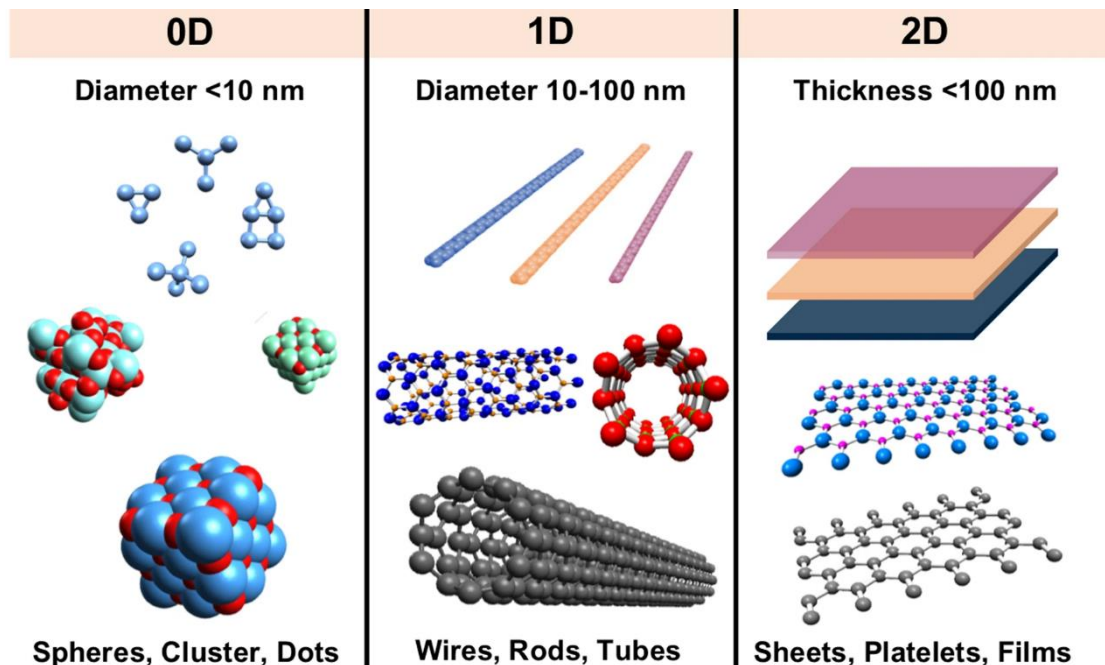 0D
1D
2D
Diameter <10 nm
Diameter 10-100 nm
Thickness <100 nm
Spheres, Cluster, Dots
Wires, Rods, Tubes
Sheets, Platelets, Films